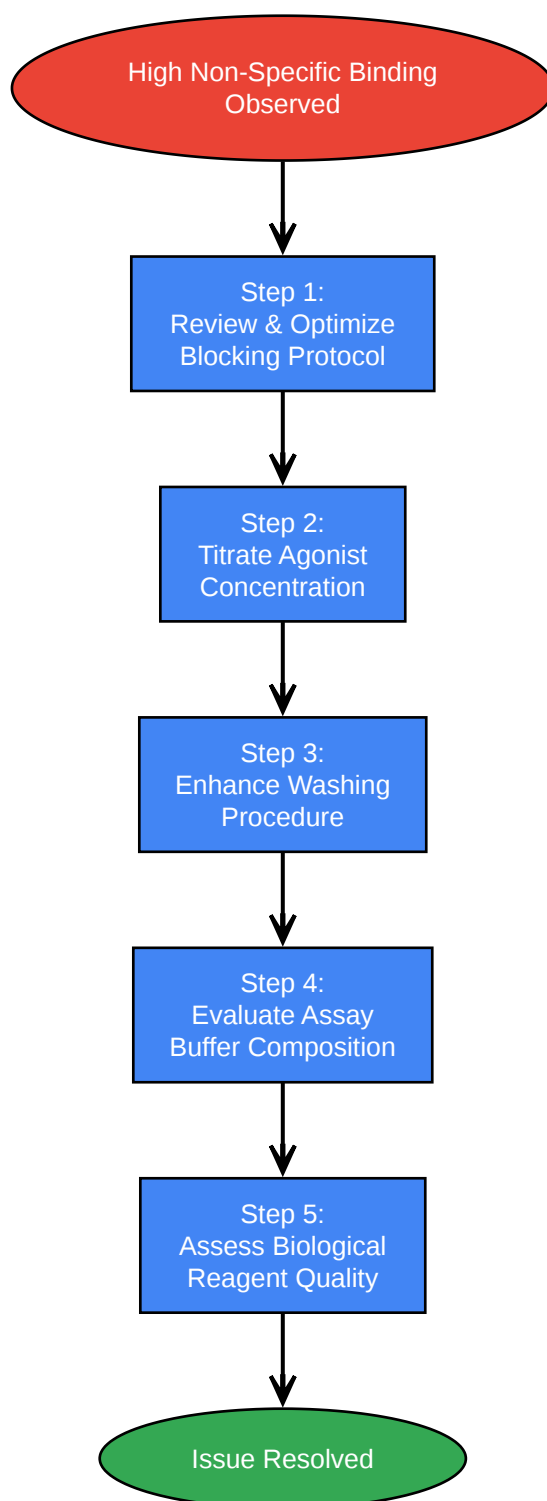 High Non-Specific Binding
Observed
Step 1:
Review & Optimize
Blocking Protocol
Step 2:
Titrate Agonist
Concentration
Step 3:
Enhance Washing
Procedure
Step 4:
Evaluate Assay
Buffer Composition
Step 5:
Assess Biological
Reagent Quality
Issue Resolved